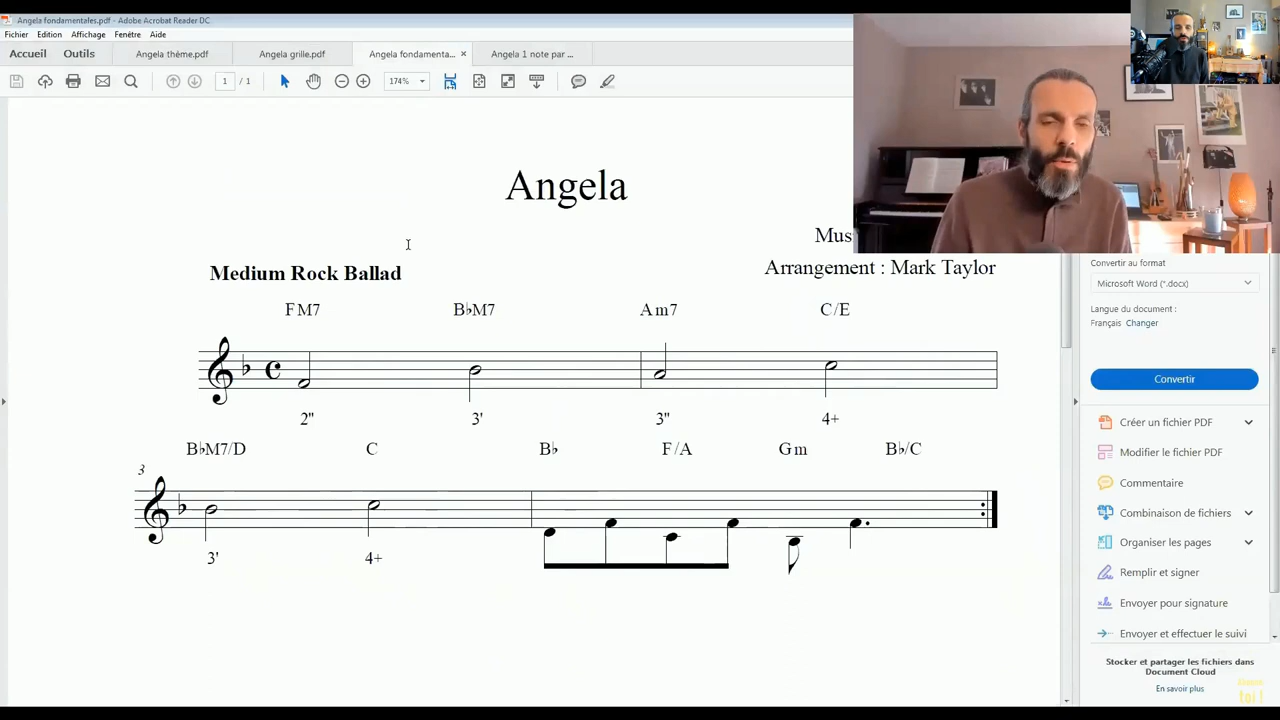 Angela fondamentales.pdf - Adobe Acrobat Reader DC
Fichier Edition Affichage Fenêtre Aide
Accueil Outils Angela thème.pdf Angela grille.pdf Angela fondamenta... × Angela 1 note par ...
1 / 1 174%
Angela
Mus
Medium Rock Ballad
Arrangement : Mark Taylor
FM7 B♭M7 Am7 C/E
2" 3' 3" 4+
B♭M7/D C B♭ F/A Gm B♭/C
3
3' 4+
Convertir au format
Microsoft Word (*.docx)
Langue du document :
Français Changer
Convertir
Créer un fichier PDF
Modifier le fichier PDF
Commentaire
Combinaison de fichiers
Organiser les pages
Remplir et signer
Envoyer pour signature
Envoyer et effectuer le suivi
Stocker et partager les fichiers dans
Document Cloud
En savoir plus
toi !